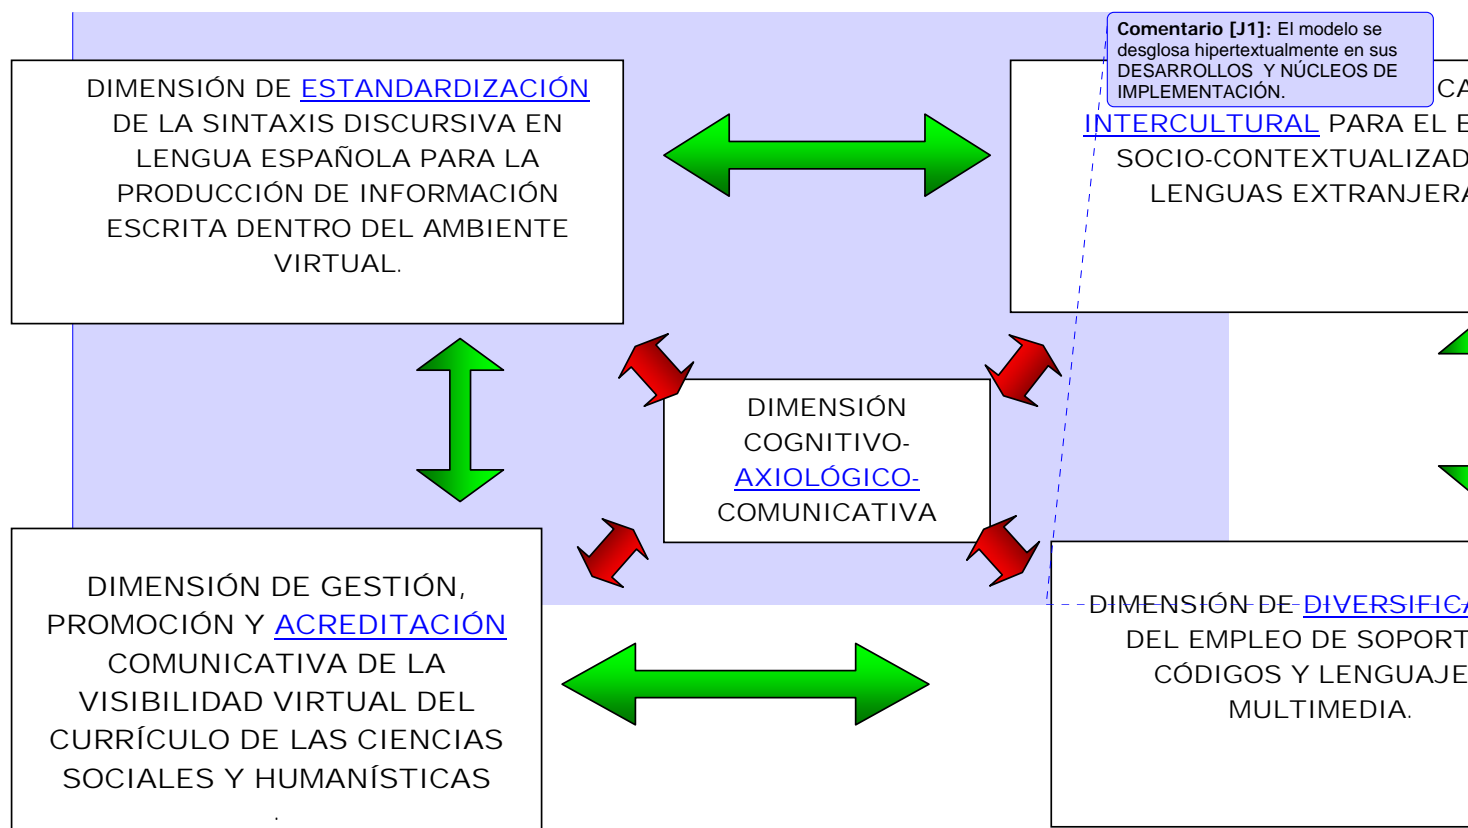 Comentario [J1]: El modelo se
desglosa hipertextualmente en sus
DESARROLLOS Y NÚCLEOS DE
IMPLEMENTACIÓN.
DIMENSIÓN DE ESTANDARDIZACIÓN
DE LA SINTAXIS DISCURSIVA EN
LENGUA ESPAÑOLA PARA LA
PRODUCCIÓN DE INFORMACIÓN
ESCRITA DENTRO DEL AMBIENTE
VIRTUAL.
INTERCULTURAL PARA EL
SOCIO-CONTEXTUALIZAD
LENGUAS EXTRANJERA
DIMENSIÓN
COGNITIVO-
AXIOLÓGICO-
COMUNICATIVA
DIMENSIÓN DE GESTIÓN,
PROMOCIÓN Y ACREDITACIÓN
COMUNICATIVA DE LA
VISIBILIDAD VIRTUAL DEL
CURRÍCULO DE LAS CIENCIAS
SOCIALES Y HUMANÍSTICAS
.
DIMENSIÓN DE DIVERSIFICA
DEL EMPLEO DE SOPORT
CÓDIGOS Y LENGUAJE
MULTIMEDIA.